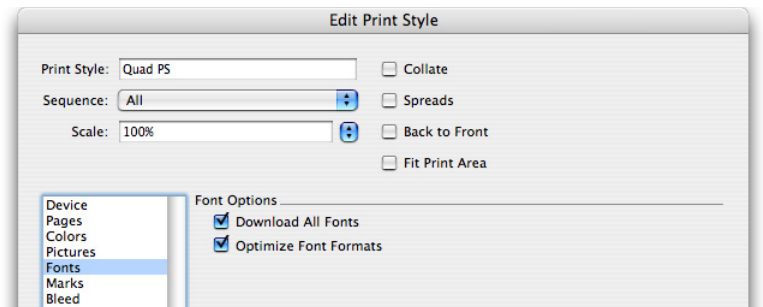 Edit Print Style
Print Style: Quad PS
Collate
Sequence: All
Spreads
Scale: 100%
Back to Front
Fit Print Area
Device
Pages
Colors
Pictures
Fonts
Marks
Bleed
Font Options
Download All Fonts
Optimize Font Formats